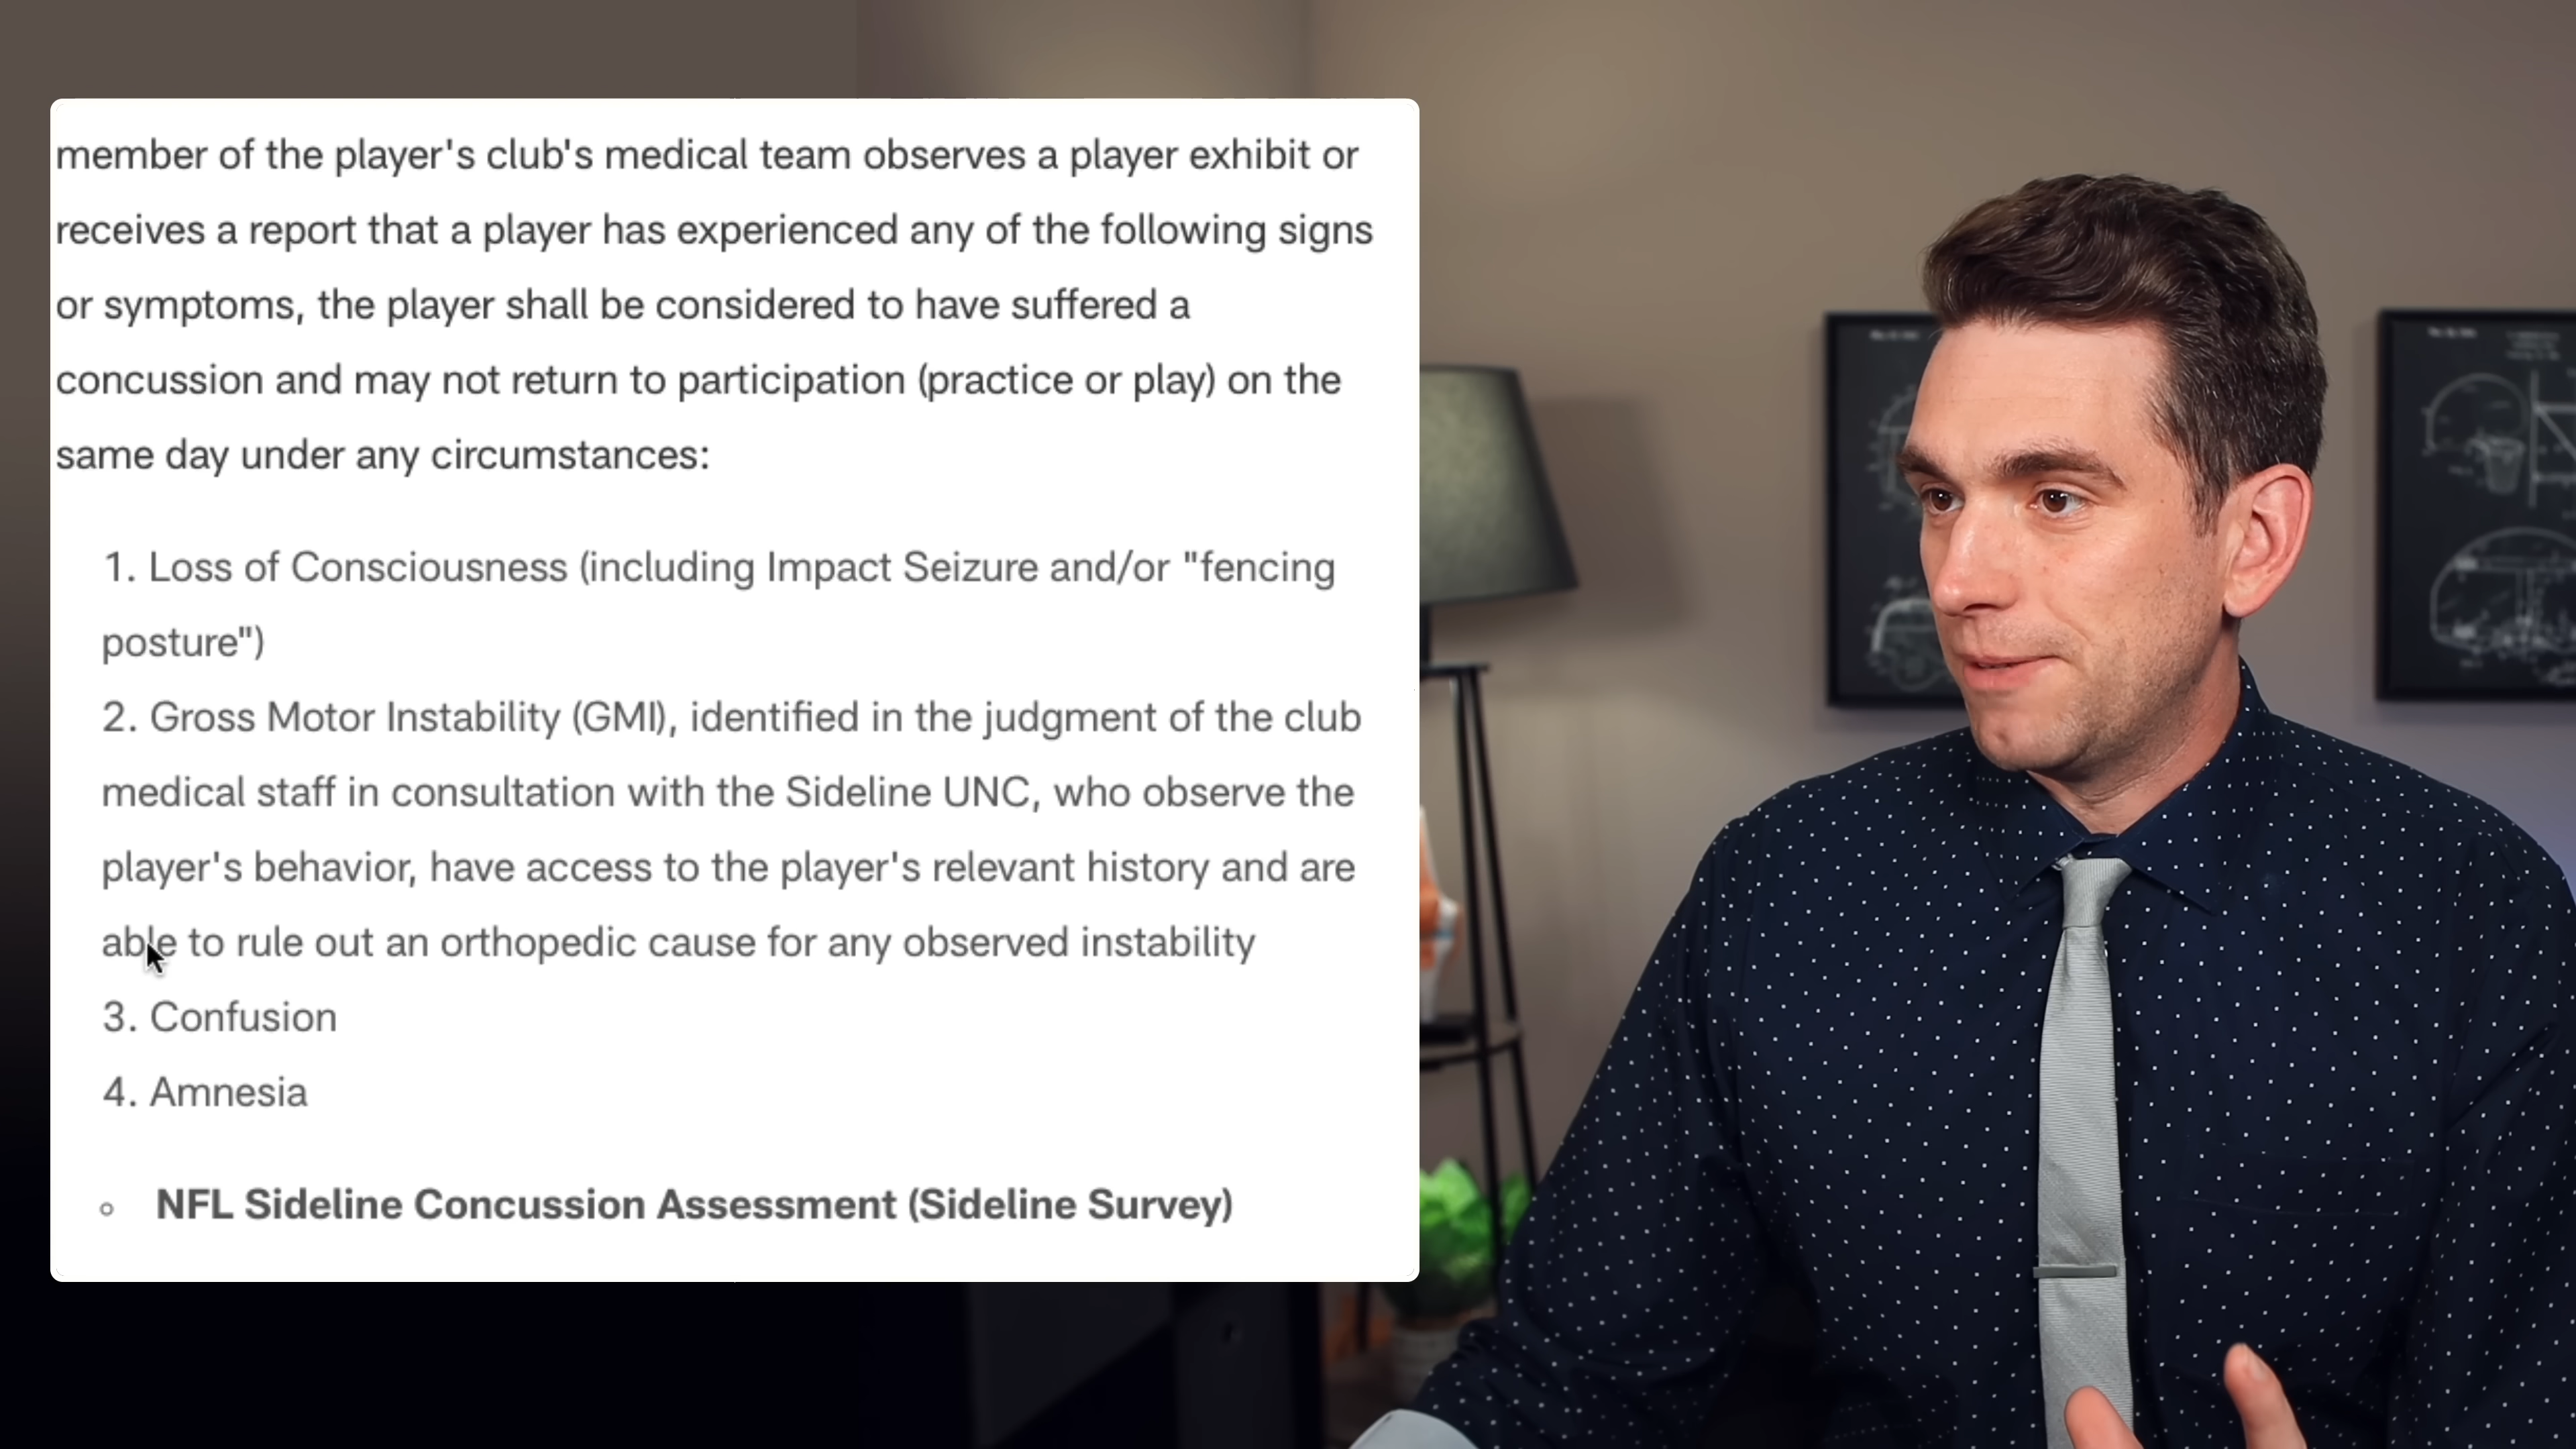 member of the player's club's medical team observes a player exhibit or
receives a report that a player has experienced any of the following signs
or symptoms, the player shall be considered to have suffered a
concussion and may not return to participation (practice or play) on the
same day under any circumstances:
1. Loss of Consciousness (including Impact Seizure and/or "fencing
posture")
2. Gross Motor Instability (GMI), identified in the judgment of the club
medical staff in consultation with the Sideline UNC, who observe the
player's behavior, have access to the player's relevant history and are
able to rule out an orthopedic cause for any observed instability
3. Confusion
4. Amnesia
NFL Sideline Concussion Assessment (Sideline Survey)